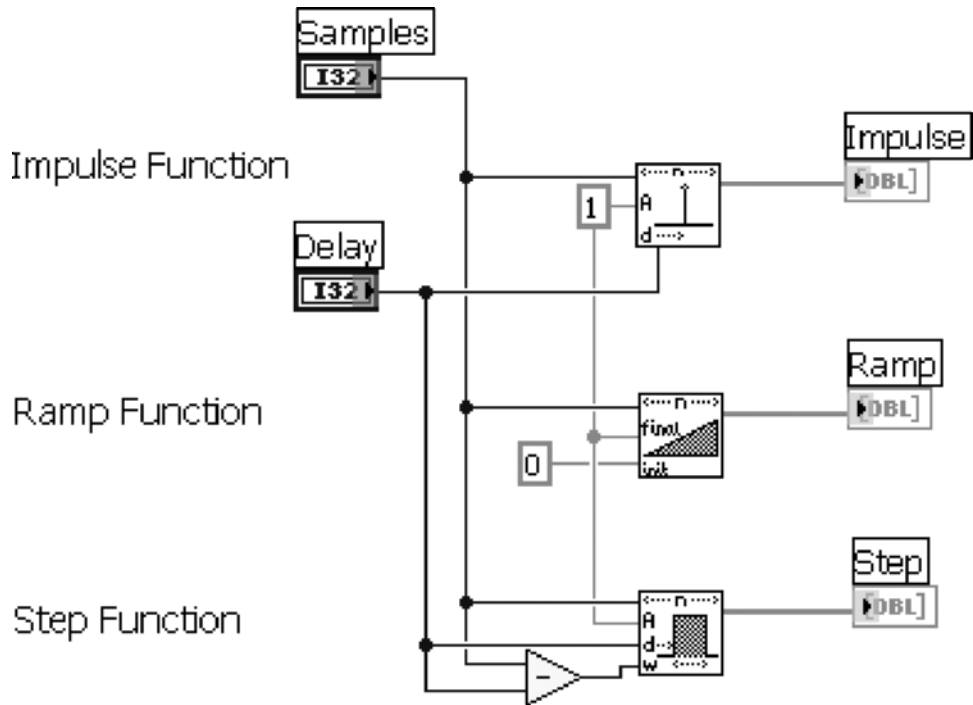 Samples
I32
Impulse Function
Impulse
[DBL]
n
A
d
1
Delay
I32
Ramp Function
Ramp
[DBL]
n
final
init
0
Step Function
Step
[DBL]
n
A
d
w
-